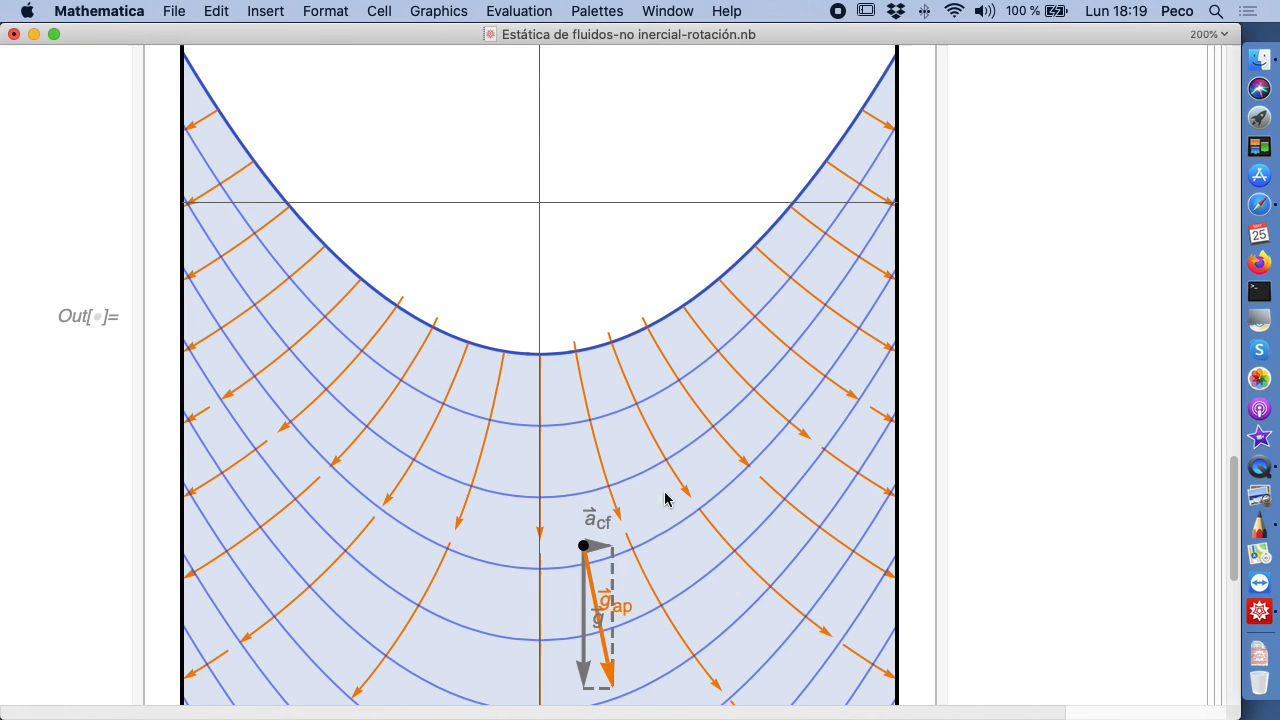 Mathematica File Edit Insert Format Cell Graphics Evaluation Palettes Window Help 100 % Lun 18:19 Peco
Estática de fluidos-no inercial-rotación.nb 200%
25
Out[ ]=
a⃗cf
g⃗ap
g⃗